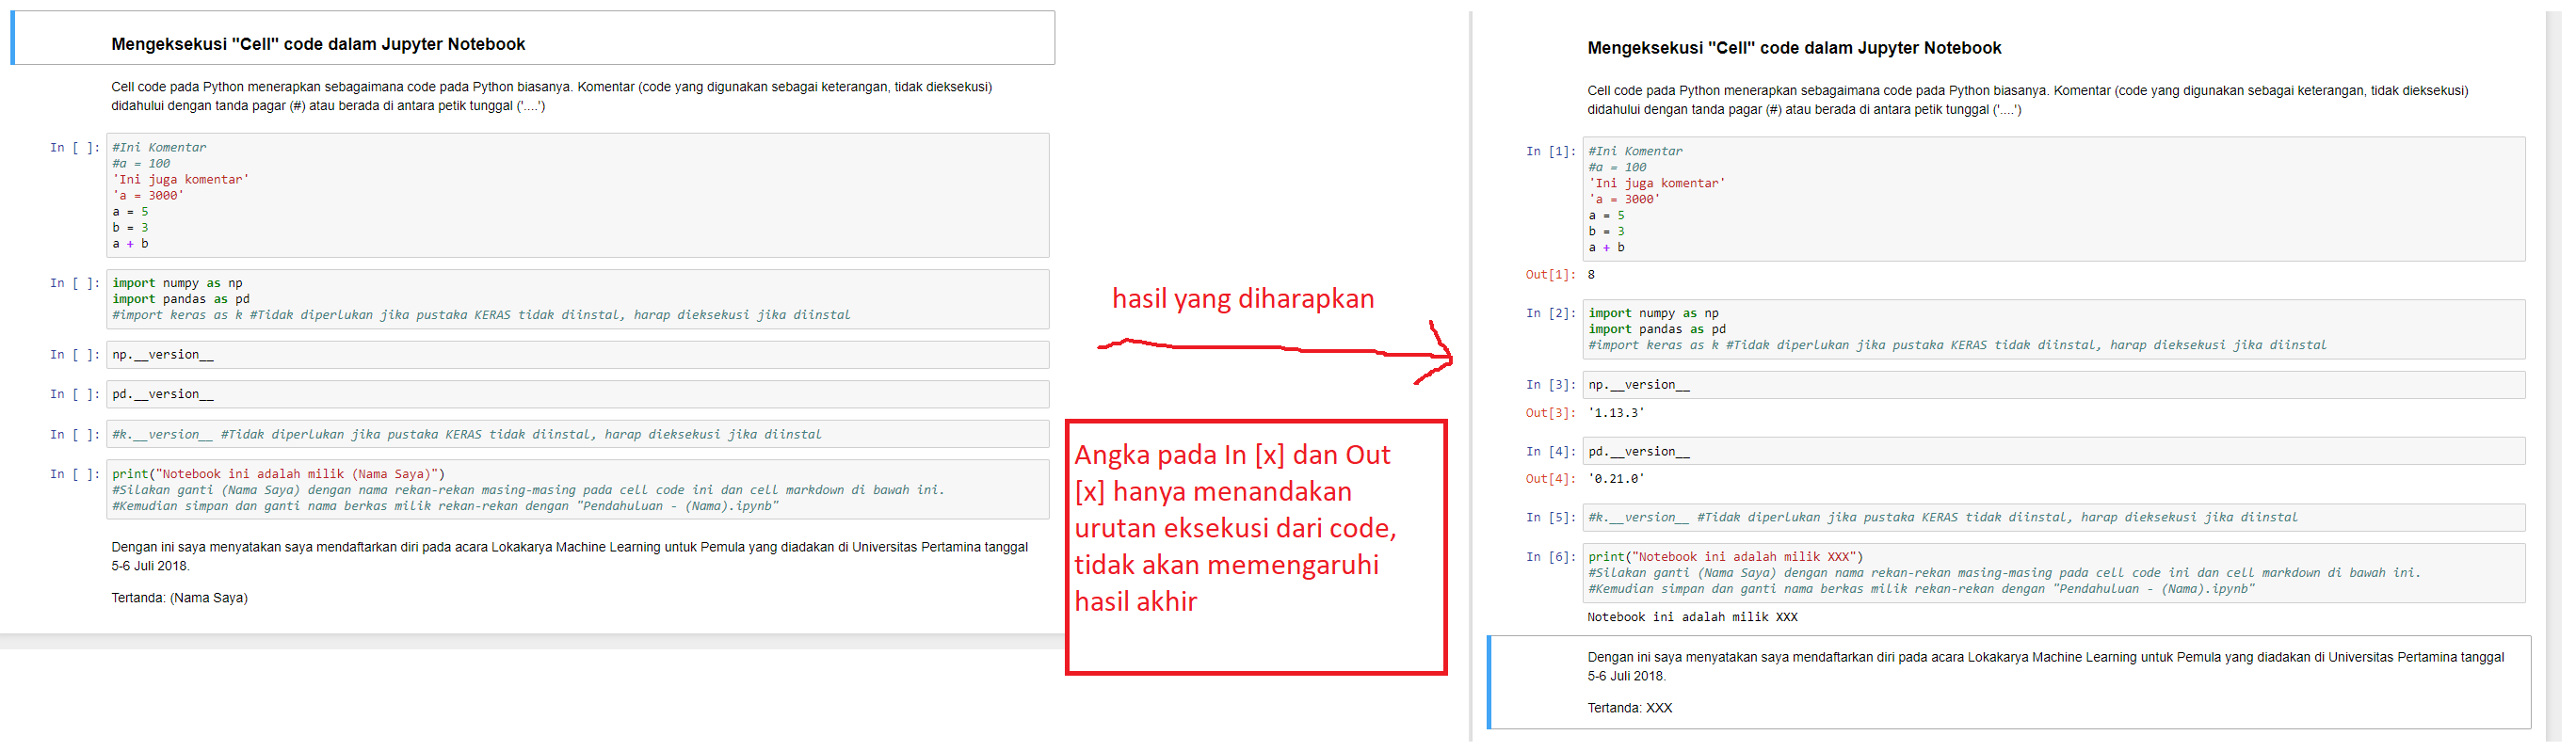 Mengeksekusi "Cell" code dalam Jupyter Notebook
Cell code pada Python menerapkan sebagaimana code pada Python biasanya. Komentar (code yang digunakan sebagai keterangan, tidak dieksekusi)
didahului dengan tanda pagar (#) atau berada di antara petik tunggal ('....')
In [ ]: #Ini Komentar
#a = 100
'Ini juga komentar'
'a = 3000'
a = 5
b = 3
a + b
In [ ]: import numpy as np
import pandas as pd
#import keras as k #Tidak diperlukan jika pustaka KERAS tidak diinstal, harap dieksekusi jika diinstal
In [ ]: np.__version__
In [ ]: pd.__version__
In [ ]: #k.__version__ #Tidak diperlukan jika pustaka KERAS tidak diinstal, harap dieksekusi jika diinstal
In [ ]: print("Notebook ini adalah milik (Nama Saya)")
#Silakan ganti (Nama Saya) dengan nama rekan-rekan masing-masing pada cell code ini dan cell markdown di bawah ini.
#Kemudian simpan dan ganti nama berkas milik rekan-rekan dengan "Pendahuluan - (Nama).ipynb"
Dengan ini saya menyatakan saya mendaftarkan diri pada acara Lokakarya Machine Learning untuk Pemula yang diadakan di Universitas Pertamina tanggal
5-6 Juli 2018.
Tertanda: (Nama Saya)
hasil yang diharapkan
Angka pada In [x] dan Out
[x] hanya menandakan
urutan eksekusi dari code,
tidak akan memengaruhi
hasil akhir
Mengeksekusi "Cell" code dalam Jupyter Notebook
Cell code pada Python menerapkan sebagaimana code pada Python biasanya. Komentar (code yang digunakan sebagai keterangan, tidak dieksekusi)
didahului dengan tanda pagar (#) atau berada di antara petik tunggal ('....')
In [1]: #Ini Komentar
#a = 100
'Ini juga komentar'
'a = 3000'
a = 5
b = 3
a + b
Out[1]: 8
In [2]: import numpy as np
import pandas as pd
#import keras as k #Tidak diperlukan jika pustaka KERAS tidak diinstal, harap dieksekusi jika diinstal
In [3]: np.__version__
Out[3]: '1.13.3'
In [4]: pd.__version__
Out[4]: '0.21.0'
In [5]: #k.__version__ #Tidak diperlukan jika pustaka KERAS tidak diinstal, harap dieksekusi jika diinstal
In [6]: print("Notebook ini adalah milik XXX")
#Silakan ganti (Nama Saya) dengan nama rekan-rekan masing-masing pada cell code ini dan cell markdown di bawah ini.
#Kemudian simpan dan ganti nama berkas milik rekan-rekan dengan "Pendahuluan - (Nama).ipynb"
Notebook ini adalah milik XXX
Dengan ini saya menyatakan saya mendaftarkan diri pada acara Lokakarya Machine Learning untuk Pemula yang diadakan di Universitas Pertamina tanggal
5-6 Juli 2018.
Tertanda: XXX